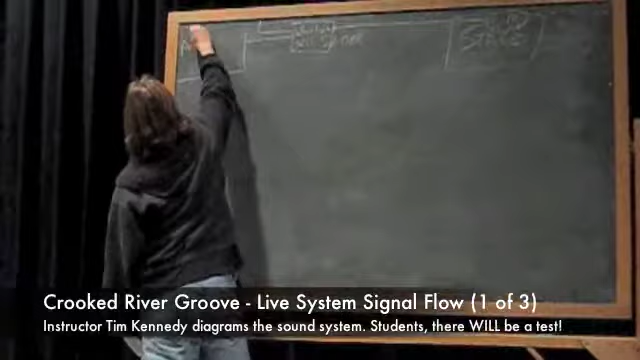 STAGE
Crooked River Groove - Live System Signal Flow (1 of 3)
Instructor Tim Kennedy diagrams the sound system. Students, there WILL be a test!